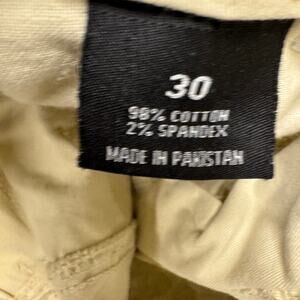 30
98% COTTON
2% SPANDEX
MADE IN PAKISTAN